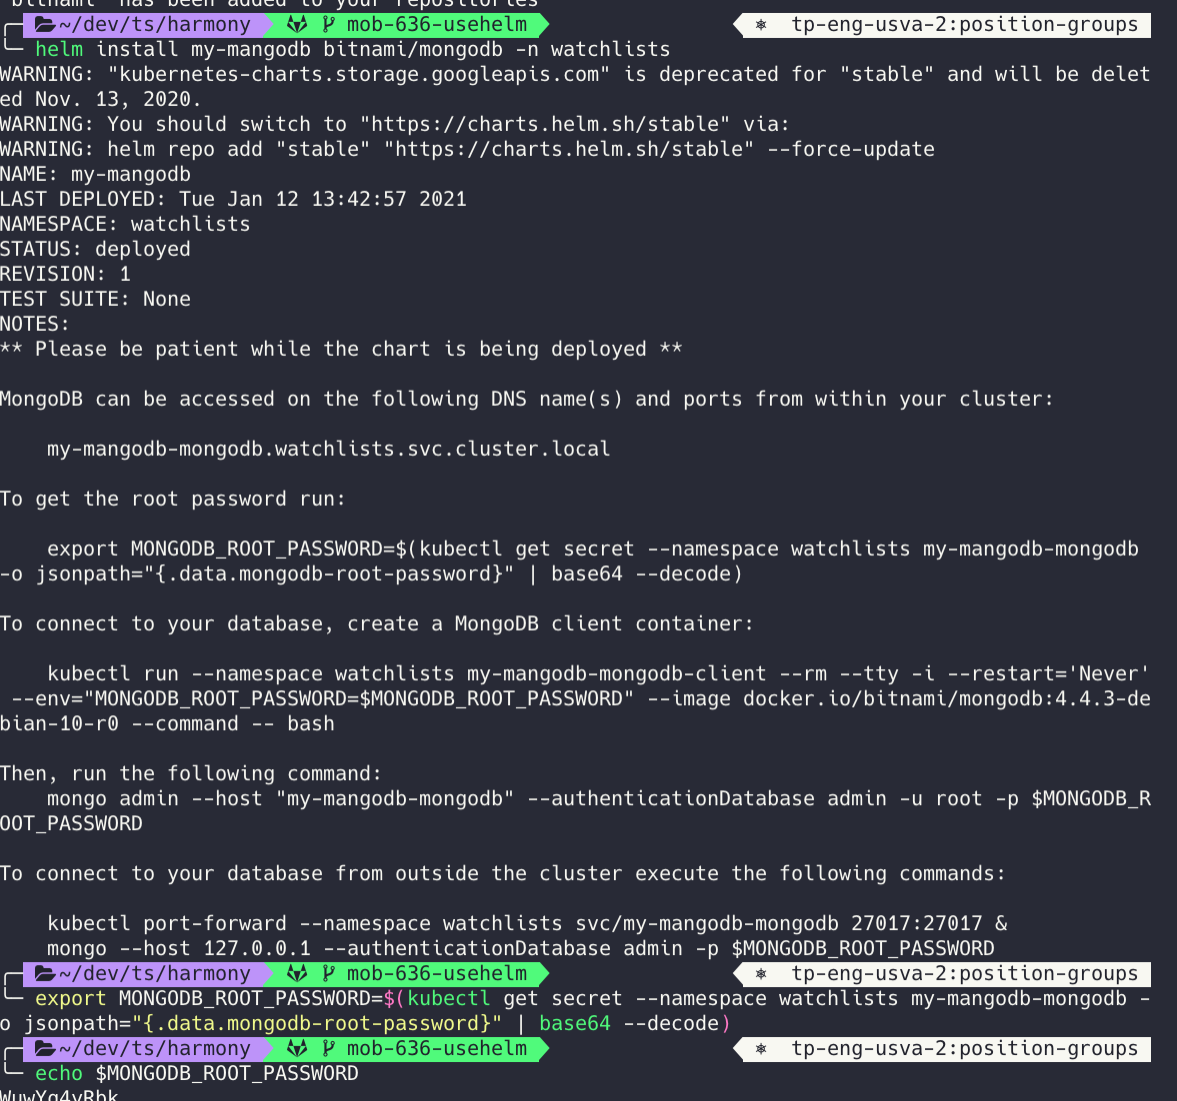 "bitnami" has been added to your repositories
~/dev/ts/harmony mob-636-usehelm tp-eng-usva-2:position-groups
helm install my-mangodb bitnami/mongodb -n watchlists
WARNING: "kubernetes-charts.storage.googleapis.com" is deprecated for "stable" and will be delet
ed Nov. 13, 2020.
WARNING: You should switch to "https://charts.helm.sh/stable" via:
WARNING: helm repo add "stable" "https://charts.helm.sh/stable" --force-update
NAME: my-mangodb
LAST DEPLOYED: Tue Jan 12 13:42:57 2021
NAMESPACE: watchlists
STATUS: deployed
REVISION: 1
TEST SUITE: None
NOTES:
** Please be patient while the chart is being deployed **
MongoDB can be accessed on the following DNS name(s) and ports from within your cluster:
my-mangodb-mongodb.watchlists.svc.cluster.local
To get the root password run:
export MONGODB_ROOT_PASSWORD=$(kubectl get secret --namespace watchlists my-mangodb-mongodb
-o jsonpath="{.data.mongodb-root-password}" | base64 --decode)
To connect to your database, create a MongoDB client container:
kubectl run --namespace watchlists my-mangodb-mongodb-client --rm --tty -i --restart='Never'
--env="MONGODB_ROOT_PASSWORD=$MONGODB_ROOT_PASSWORD" --image docker.io/bitnami/mongodb:4.4.3-de
bian-10-r0 --command -- bash
Then, run the following command:
mongo admin --host "my-mangodb-mongodb" --authenticationDatabase admin -u root -p $MONGODB_R
OOT_PASSWORD
To connect to your database from outside the cluster execute the following commands:
kubectl port-forward --namespace watchlists svc/my-mangodb-mongodb 27017:27017 &
mongo --host 127.0.0.1 --authenticationDatabase admin -p $MONGODB_ROOT_PASSWORD
~/dev/ts/harmony mob-636-usehelm tp-eng-usva-2:position-groups
export MONGODB_ROOT_PASSWORD=$(kubectl get secret --namespace watchlists my-mangodb-mongodb -
o jsonpath="{.data.mongodb-root-password}" | base64 --decode)
~/dev/ts/harmony mob-636-usehelm tp-eng-usva-2:position-groups
echo $MONGODB_ROOT_PASSWORD